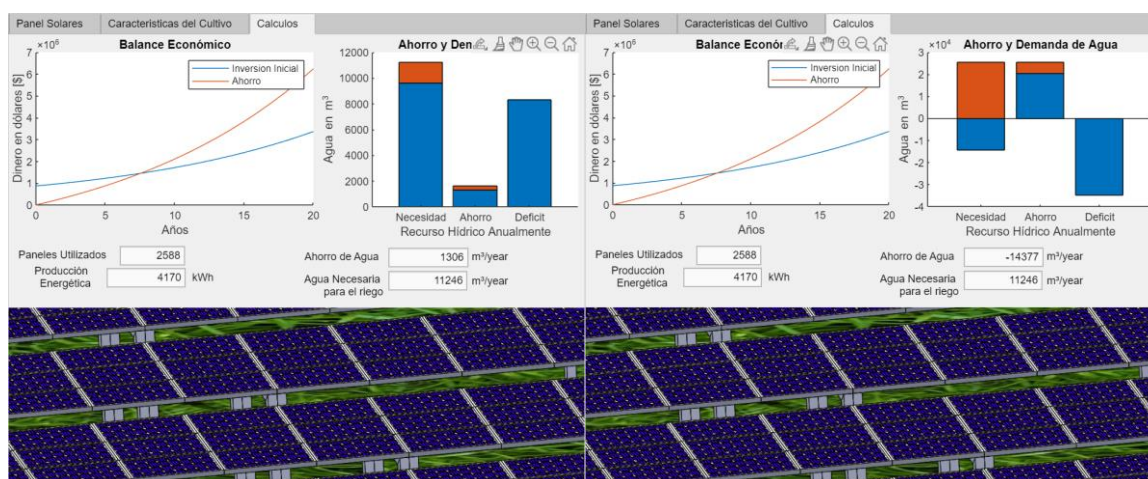 Panel Solares Caracteristicas del Cultivo Calculos
×10⁶ Balance Económico
Dinero en dólares [$]
7
6
5
4
3
2
1
0
Inversion Inicial
Ahorro
0 5 10 15 20
Años
Ahorro y Den
Agua en m³
12000
10000
8000
6000
4000
2000
0
Necesidad Ahorro Deficit
Recurso Hídrico Anualmente
Paneles Utilizados 2588
Producción
Energética 4170 kWh
Ahorro de Agua 1306 m³/year
Agua Necesaria
para el riego 11246 m³/year
Panel Solares Caracteristicas del Cultivo Calculos
×10⁶ Balance Econór
Dinero en dólares [$]
7
6
5
4
3
2
1
0
Inversion Inicial
Ahorro
0 5 10 15 20
Años
×10⁴ Ahorro y Demanda de Agua
Agua en m³
3
2
1
0
-1
-2
-3
-4
Necesidad Ahorro Deficit
Recurso Hídrico Anualmente
Paneles Utilizados 2588
Producción
Energética 4170 kWh
Ahorro de Agua -14377 m³/year
Agua Necesaria
para el riego 11246 m³/year